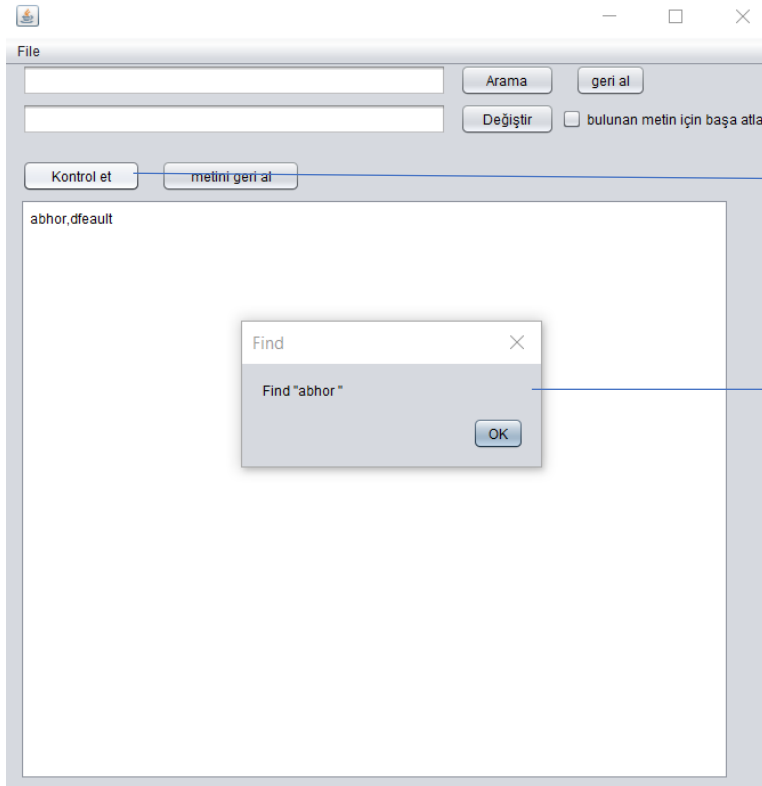 File
Arama geri al
Değiştir bulunan metin için başa atla
Kontrol et metini geri al
abhor,dfeault
Find
Find "abhor "
OK